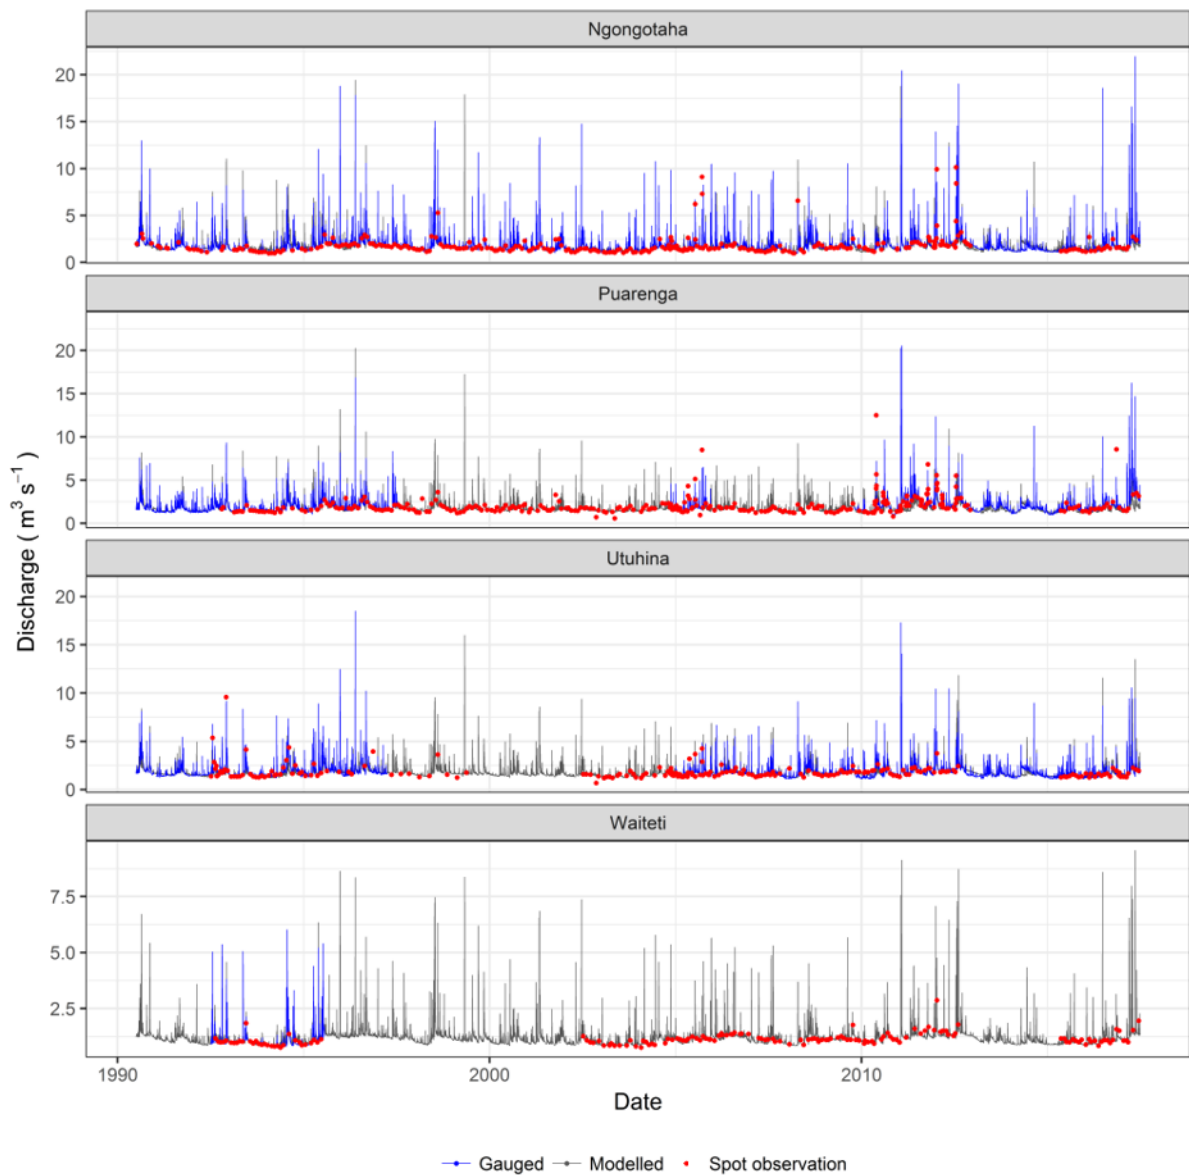 Ngongotaha
20
15
10
5
0
Puarenga
20
15
10
5
0
Utuhina
20
15
10
5
0
Waiteti
7.5
5.0
2.5
Discharge ( m³ s⁻¹ )
1990 2000 2010
Date
Gauged Modelled Spot observation